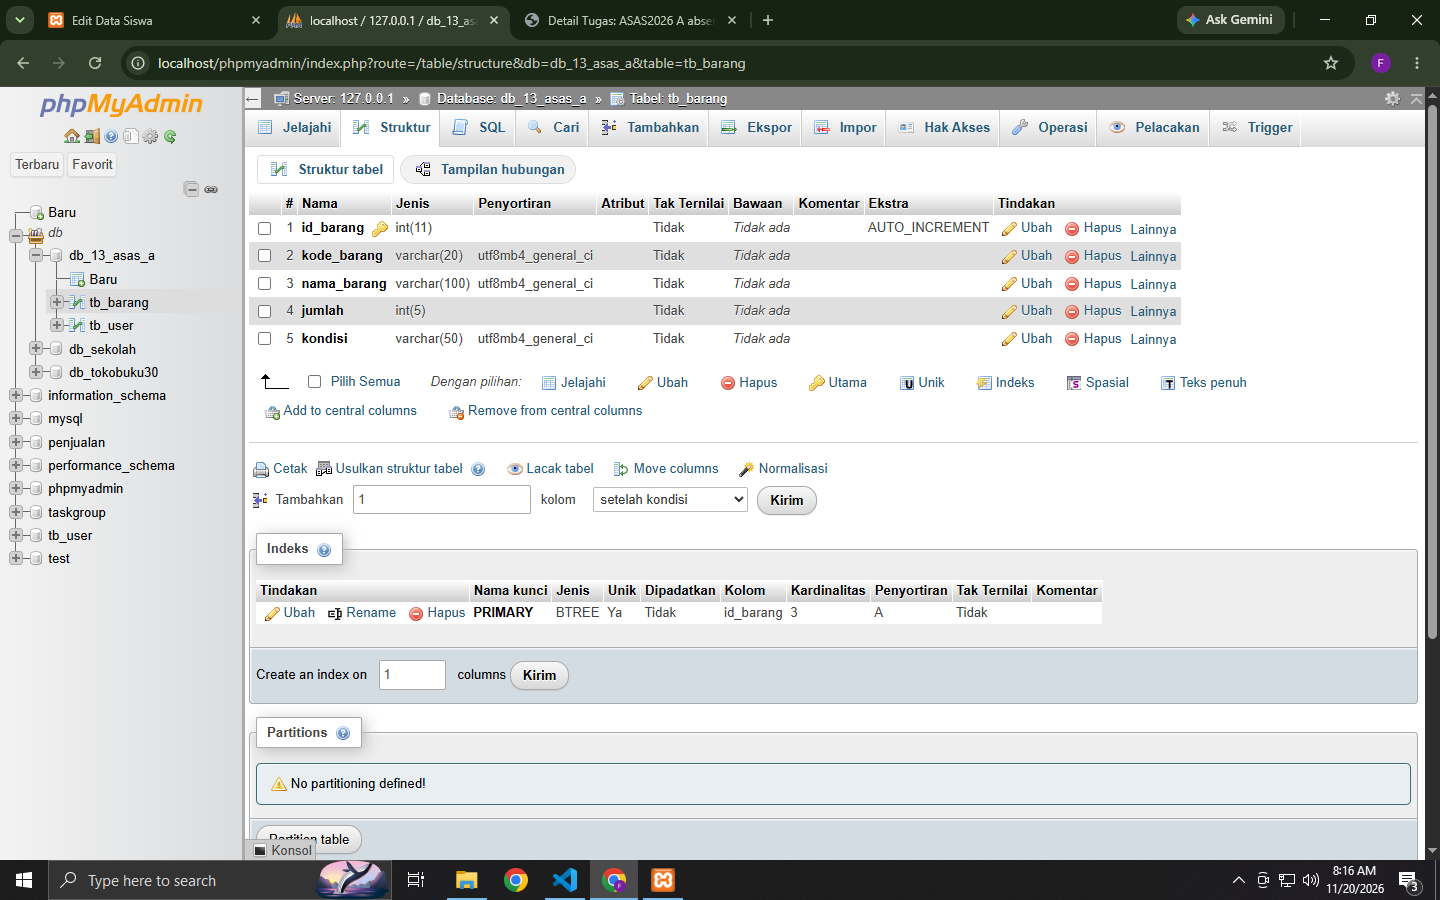 Edit Data Siswa
localhost / 127.0.0.1 / db_13_as
Detail Tugas: ASAS2026 A abse
Ask Gemini
localhost/phpmyadmin/index.php?route=/table/structure&db=db_13_asas_a&table=tb_barang
F
phpMyAdmin
Terbaru Favorit
Baru
db
db_13_asas_a
Baru
tb_barang
tb_user
db_sekolah
db_tokobuku30
information_schema
mysql
penjualan
performance_schema
phpmyadmin
taskgroup
tb_user
test
Server: 127.0.0.1 » Database: db_13_asas_a » Tabel: tb_barang
Jelajahi Struktur SQL Cari Tambahkan Ekspor Impor Hak Akses Operasi Pelacakan Trigger
Struktur tabel Tampilan hubungan
# Nama Jenis Penyortiran Atribut Tak Ternilai Bawaan Komentar Ekstra Tindakan
1 id_barang int(11) Tidak Tidak ada AUTO_INCREMENT Ubah Hapus Lainnya
2 kode_barang varchar(20) utf8mb4_general_ci Tidak Tidak ada Ubah Hapus Lainnya
3 nama_barang varchar(100) utf8mb4_general_ci Tidak Tidak ada Ubah Hapus Lainnya
4 jumlah int(5) Tidak Tidak ada Ubah Hapus Lainnya
5 kondisi varchar(50) utf8mb4_general_ci Tidak Tidak ada Ubah Hapus Lainnya
Pilih Semua Dengan pilihan: Jelajahi Ubah Hapus Utama Unik Indeks Spasial Teks penuh
Add to central columns Remove from central columns
Cetak Usulkan struktur tabel Lacak tabel Move columns Normalisasi
Tambahkan 1 kolom setelah kondisi Kirim
Indeks
Tindakan Nama kunci Jenis Unik Dipadatkan Kolom Kardinalitas Penyortiran Tak Ternilai Komentar
Ubah Rename Hapus PRIMARY BTREE Ya Tidak id_barang 3 A Tidak
Create an index on 1 columns Kirim
Partitions
No partitioning defined!
Partition table
Konsol
Type here to search
8:16 AM
11/20/2026
3